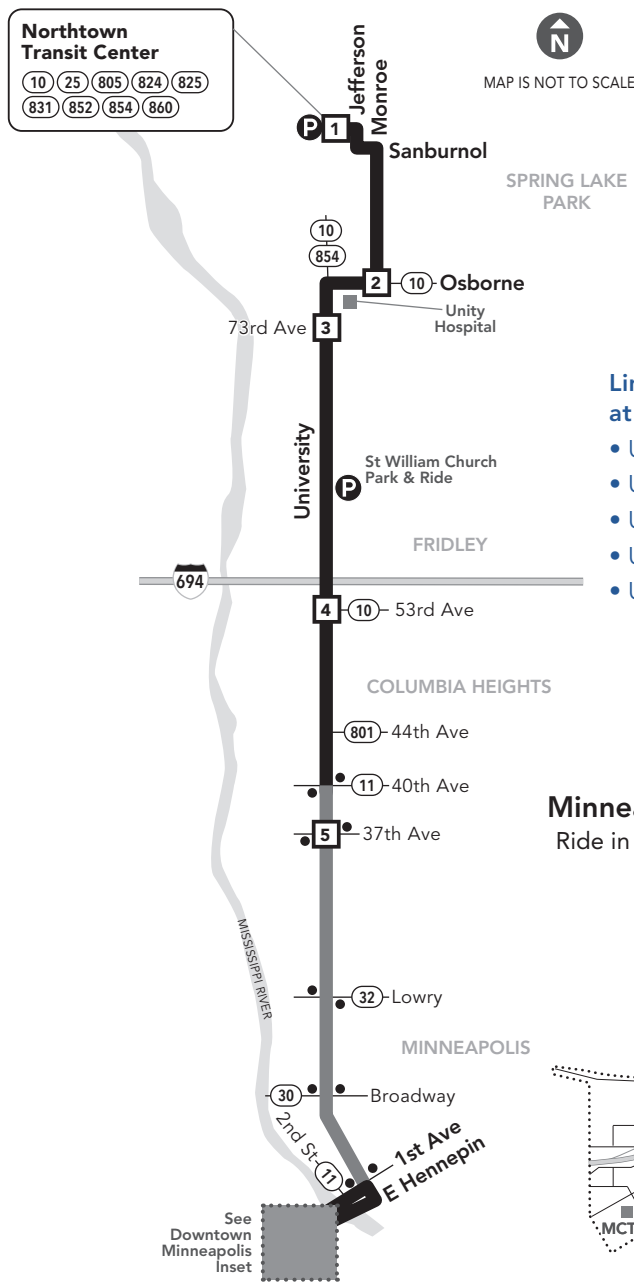 Northtown
Transit Center
10 25 805 824 825
831 852 854 860
Jefferson
Monroe
N
MAP IS NOT TO SCALE
P 1
Sanburnol
SPRING LAKE
PARK
10
854
2 10 Osborne
Unity
Hospital
73rd Ave 3
University
St William Church
Park & Ride
P
FRIDLEY
694
4 10 53rd Ave
COLUMBIA HEIGHTS
801 44th Ave
11 40th Ave
5 37th Ave
Ride in
MISSISSIPPI RIVER
32 Lowry
MINNEAPOLIS
30 Broadway
2nd St
11
1st Ave
E Hennepin
See
Downtown
Minneapolis
Inset
at
• U
• U
• U
• U
• U
MCT